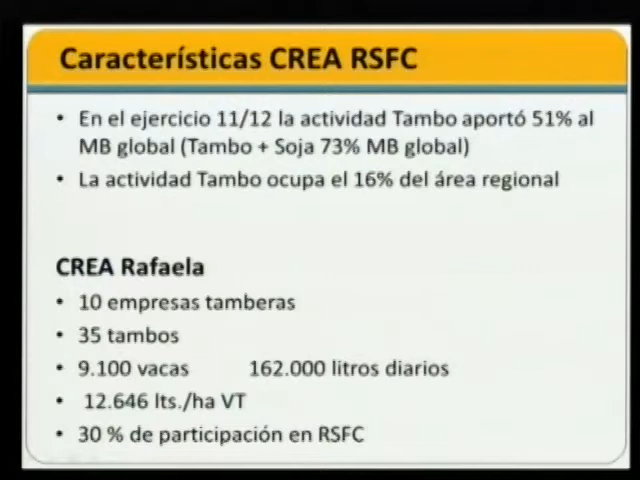 Características CREA RSFC
• En el ejercicio 11/12 la actividad Tambo aportó 51% al
MB global (Tambo + Soja 73% MB global)
• La actividad Tambo ocupa el 16% del área regional
CREA Rafaela
• 10 empresas tamberas
• 35 tambos
• 9.100 vacas 162.000 litros diarios
• 12.646 lts./ha VT
• 30 % de participación en RSFC